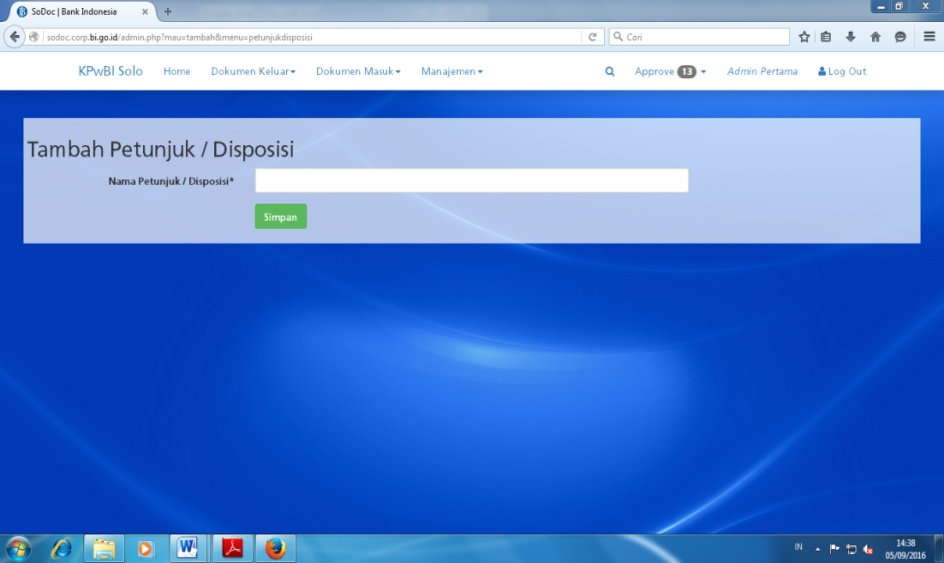 SoDoc | Bank Indonesia
sodoc.corp.bi.go.id/admin.php?mau=tambah&menu=petunjukdisposisi
Cari
KPwBI Solo Home Dokumen Keluar Dokumen Masuk Manajemen Approve 13 Admin Pertama Log Out
Tambah Petunjuk / Disposisi
Nama Petunjuk / Disposisi*
Simpan
IN
14:38
05/09/2016